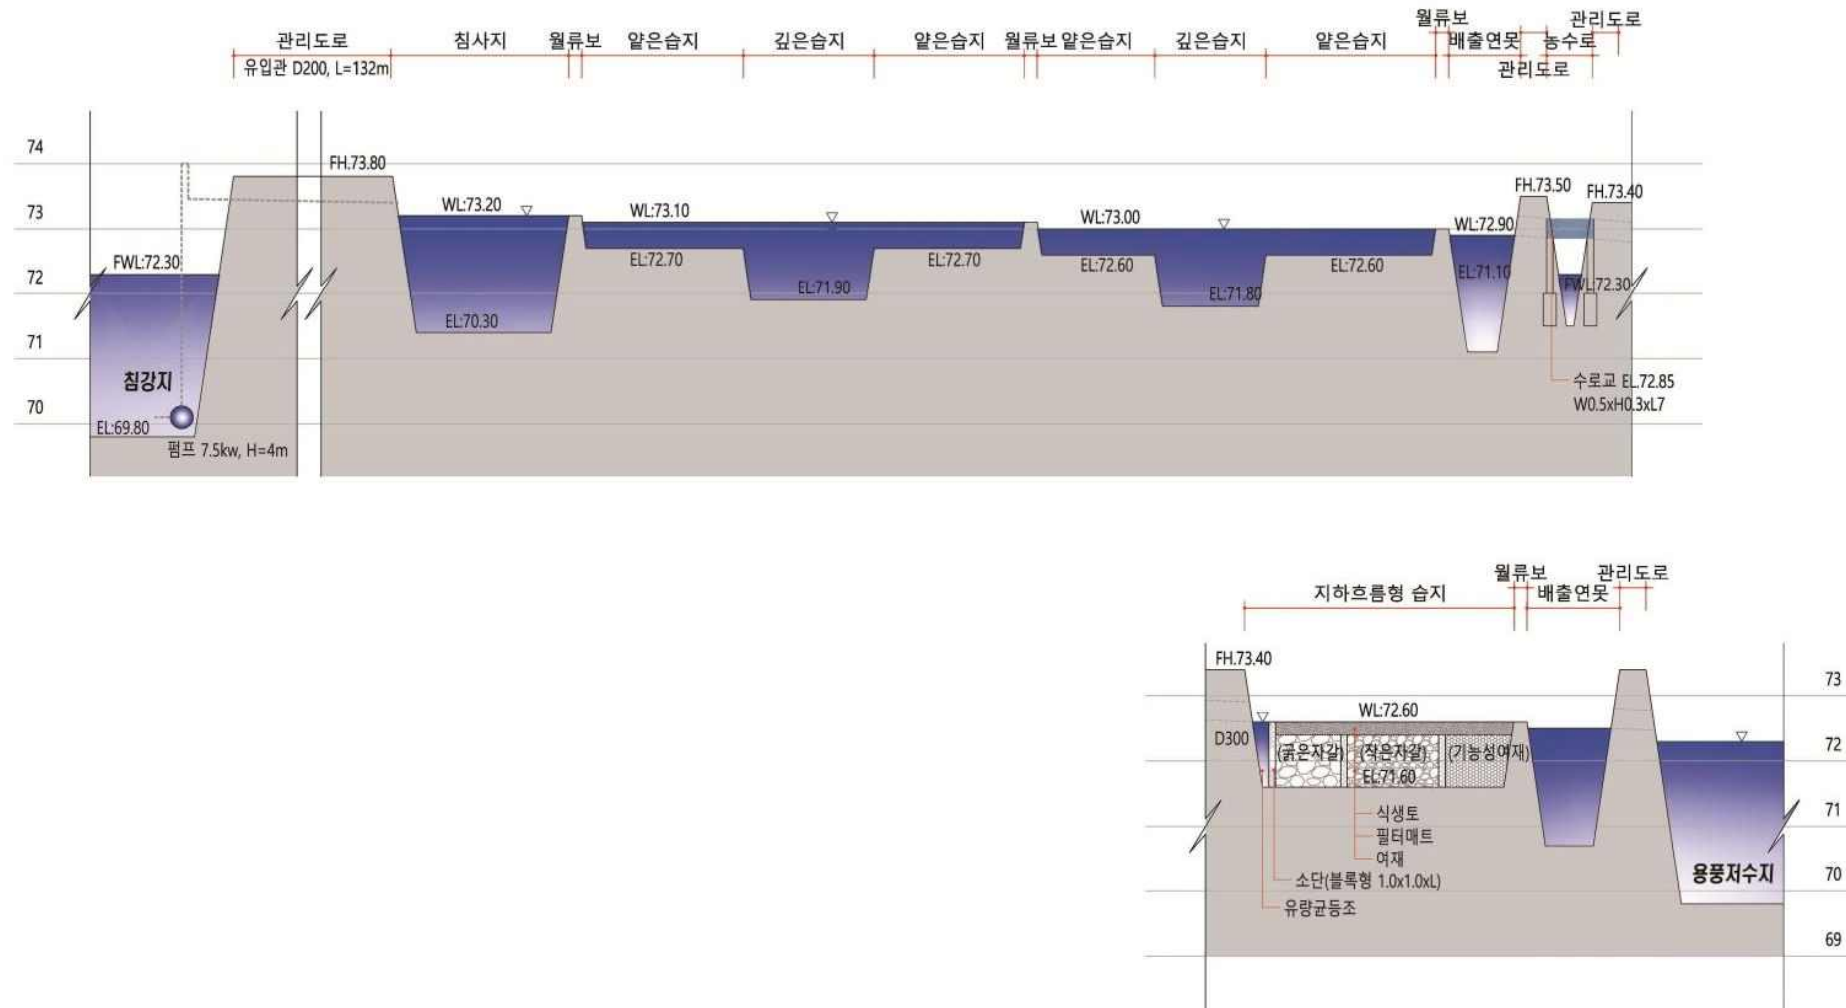 월류보 관리도로
관리도로 침사지 월류보 얕은습지 깊은습지 얕은습지 월류보 얕은습지 깊은습지 얕은습지 배출연못 농수로
유입관 D200, L=132m 관리도로
74
FH.73.80
FH.73.50 FH.73.40
73
WL:73.20 WL:73.10 WL:73.00 WL:72.90
FWL:72.30
EL:72.70 EL:72.70 EL:72.60 EL:72.60 EL:71.10
72
EL:71.90 EL:71.80 FWL:72.30
EL:70.30
71
침강지
수로교 EL.72.85
W0.5xH0.3xL7
70
EL:69.80
펌프 7.5kw, H=4m
월류보 관리도로
지하흐름형 습지 배출연못
FH.73.40
73
WL:72.60
D300
(굵은자갈) (작은자갈) (기능성여재)
72
EL:71.60
식생토
71
필터매트
여재
소단(블록형 1.0x1.0xL)
용풍저수지
70
유량균등조
69